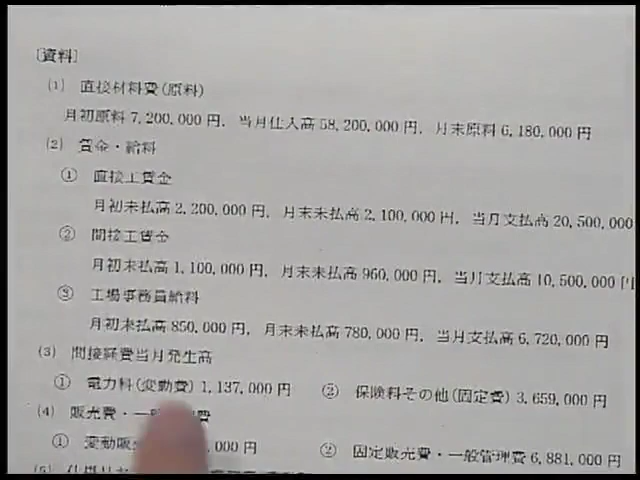 〔資料〕
(1) 直接材料費(原料)
月初原料 7,200,000 円, 当月仕入高 58,200,000 円, 月末原料 6,180,000 円
(2) 賃金・給料
① 直接工賃金
月初未払高 2,200,000 円, 月末未払高 2,100,000 円, 当月支払高 20,500,000
② 間接工賃金
月初未払高 1,100,000 円, 月末未払高 960,000 円, 当月支払高 10,500,000 円
③ 工場事務員給料
月初未払高 850,000 円, 月末未払高 780,000 円, 当月支払高 6,720,000 円
(3) 間接経費当月発生高
① 電力料(変動費) 1,137,000 円 ② 保険料その他(固定費) 3,659,000 円
(4) 販売費・一 費
① 変動販 ,000 円 ② 固定販売費・一般管理費 6,881,000 円
(5)